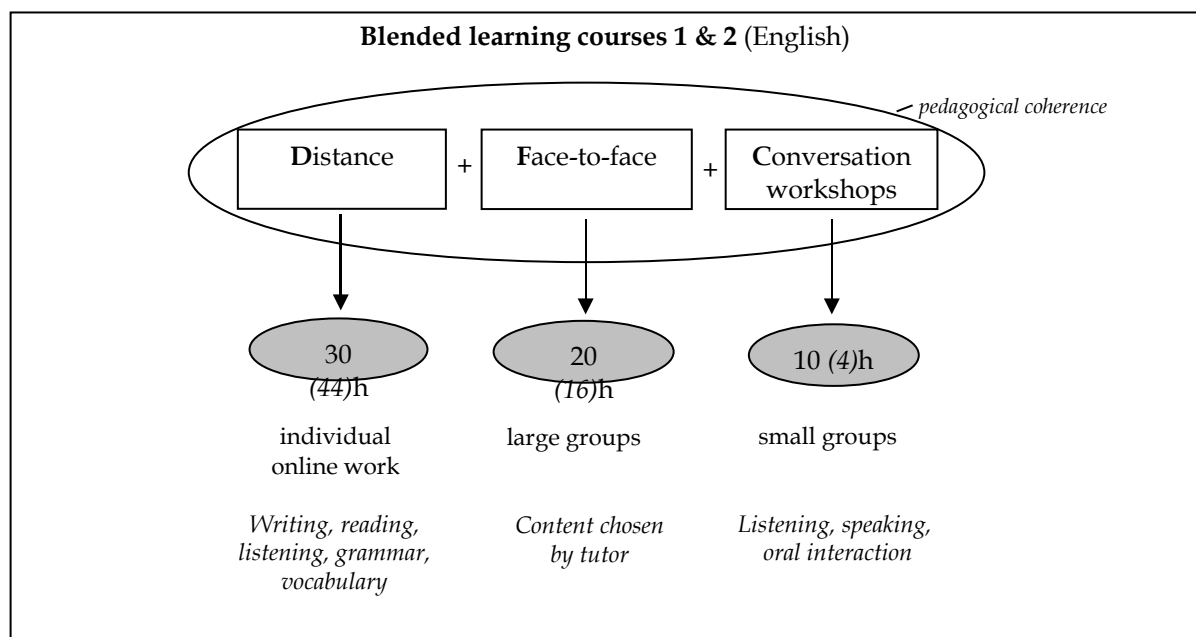 Blended learning courses 1 & 2 (English)
pedagogical coherence
Distance + Face-to-face + Conversation
workshops
30
(44)h
20
(16)h
10 (4)h
individual
online work
large groups
small groups
Writing, reading,
listening, grammar,
vocabulary
Content chosen
by tutor
Listening, speaking,
oral interaction